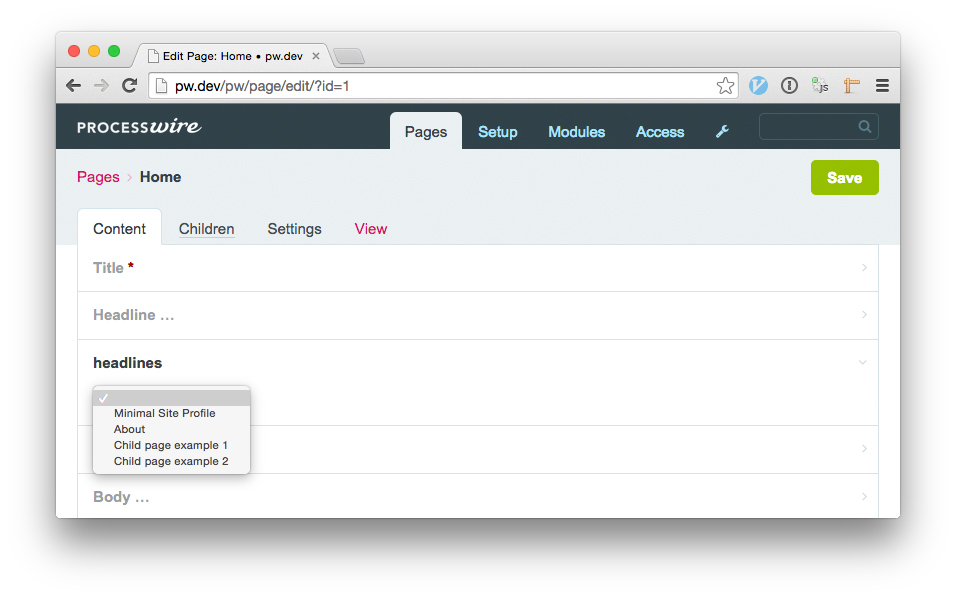 Edit Page: Home • pw.dev ×
pw.dev/pw/page/edit/?id=1
js
PROCESSwire Pages Setup Modules Access
Pages > Home
Save
Content Children Settings View
Title *
Headline ...
headlines
✓
Minimal Site Profile
About
Child page example 1
Child page example 2
Body ...